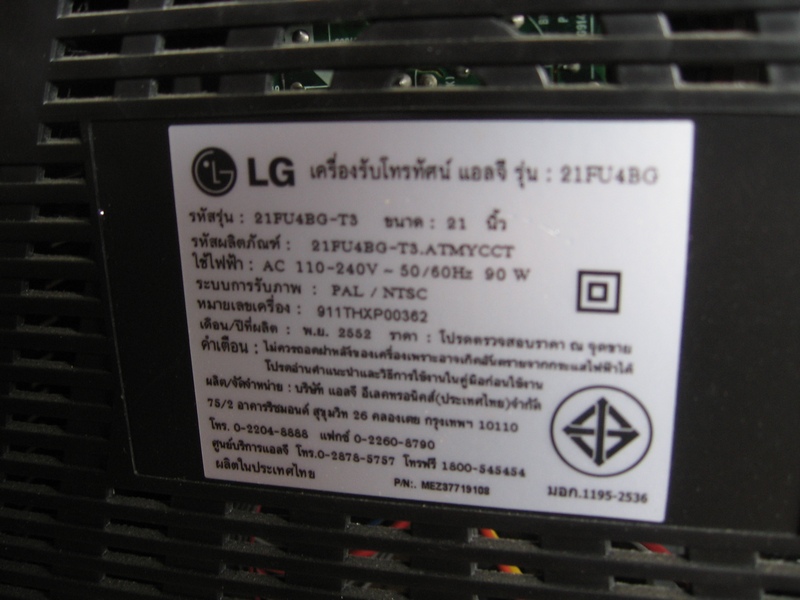 LG เครื่องรับโทรทัศน์ แอลจี รุ่น : 21FU4BG
รหัสรุ่น : 21FU4BG-T3 ขนาด : 21 นิ้ว
รหัสผลิตภัณฑ์ : 21FU4BG-T3.ATMYCCT
ใช้ไฟฟ้า : AC 110-240V ~ 50/60Hz 90 W
ระบบการรับภาพ : PAL / NTSC
หมายเลขเครื่อง : 911THXP00362
เดือน/ปีที่ผลิต : พ.ย. 2552 ราคา : โปรดตรวจสอบราคา ณ จุดขาย
คำเตือน : ไม่ควรถอดฝาหลังของเครื่องเพราะอาจเกิดอันตรายจากกระแสไฟฟ้าได้
โปรดอ่านคำแนะนำและวิธีการใช้งานในคู่มือก่อนใช้งาน
ผลิต/จัดจำหน่าย : บริษัท แอลจี อีเลคทรอนิคส์(ประเทศไทย)จำกัด
75/2 อาคารริชมอนด์ สุขุมวิท 26 คลองเตย กรุงเทพฯ 10110
โทร. 0-2204-8888 แฟกซ์ 0-2260-8790
ศูนย์บริการแอลจี โทร.0-2878-5757 โทรฟรี 1800-545454
ผลิตในประเทศไทย
P/N:. MEZ37719108
มอก.1195-2536